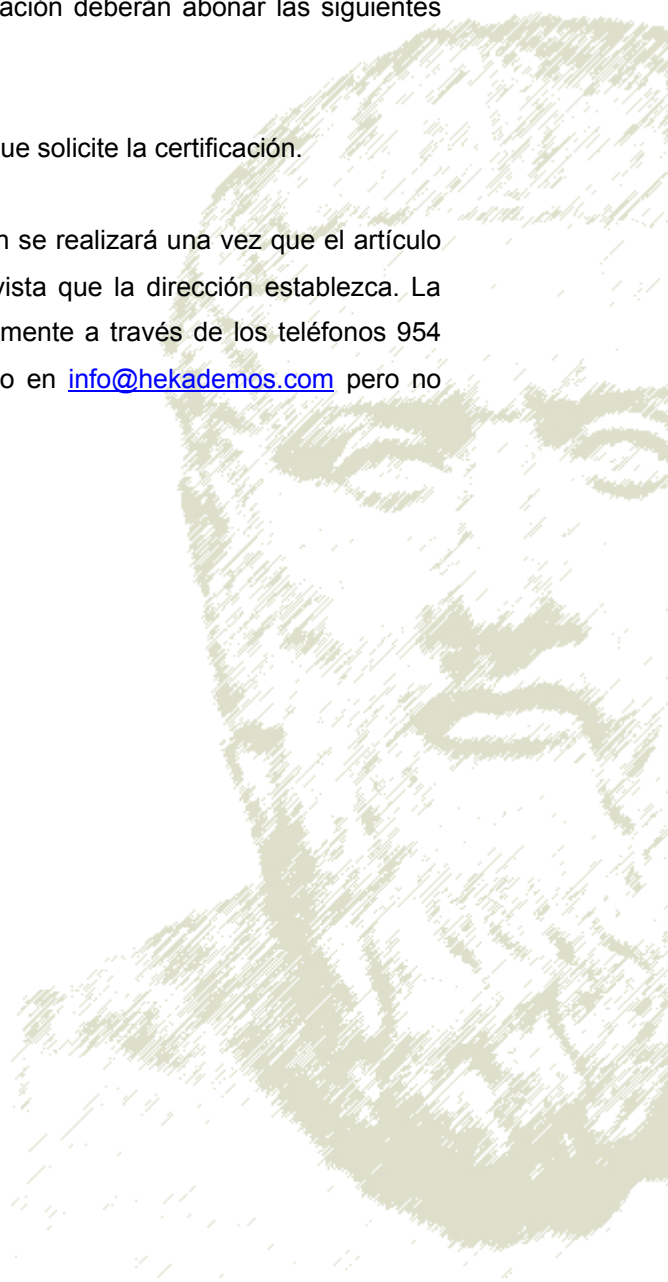 ación deberán abonar las siguientes
ue solicite la certificación.
n se realizará una vez que el artículo
vista que la dirección establezca. La
mente a través de los teléfonos 954
o en info@hekademos.com pero no